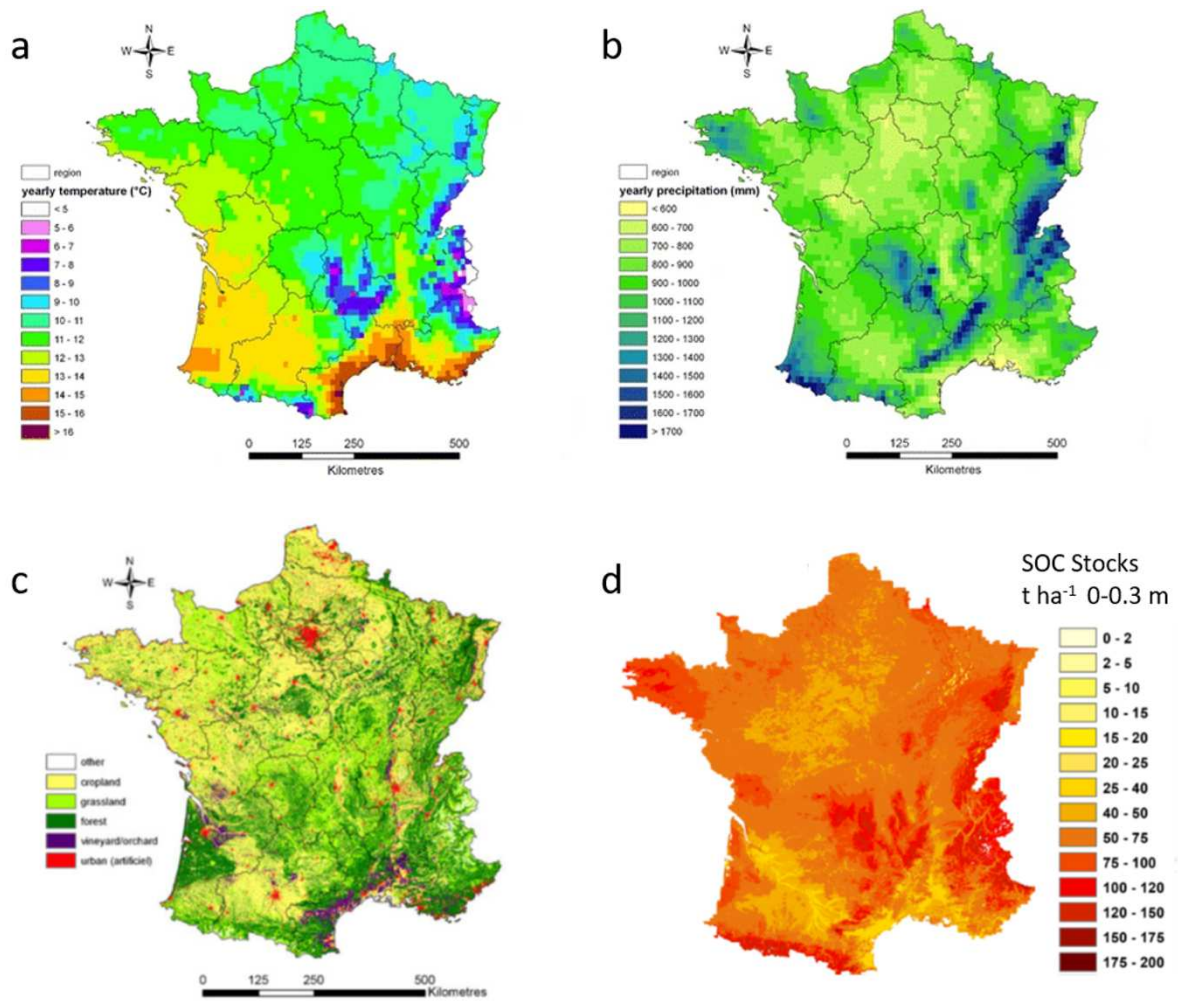 a
N
W E
S
region
yearly temperature (°C)
< 5
5 - 6
6 - 7
7 - 8
8 - 9
9 - 10
10 - 11
11 - 12
12 - 13
13 - 14
14 - 15
15 - 16
> 16
0 125 250 500
Kilometres
b
N
W E
S
region
yearly precipitation (mm)
< 600
600 - 700
700 - 800
800 - 900
900 - 1000
1000 - 1100
1100 - 1200
1200 - 1300
1300 - 1400
1400 - 1500
1500 - 1600
1600 - 1700
> 1700
0 125 250 500
Kilometres
c
N
W E
S
other
cropland
grassland
forest
vineyard/orchard
urban (artificiel)
0 125 250 500
Kilometres
d
SOC Stocks
t ha⁻¹ 0-0.3 m
0 - 2
2 - 5
5 - 10
10 - 15
15 - 20
20 - 25
25 - 40
40 - 50
50 - 75
75 - 100
100 - 120
120 - 150
150 - 175
175 - 200